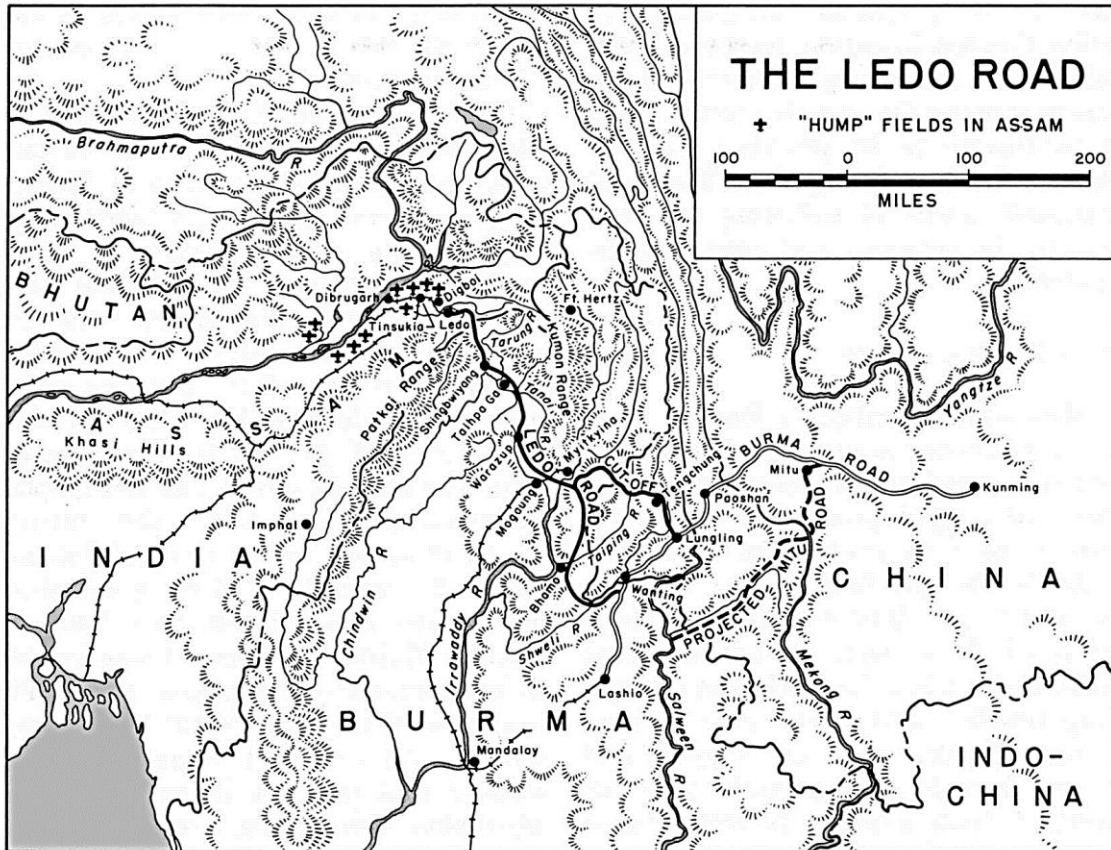 THE LEDO ROAD
"HUMP" FIELDS IN ASSAM
100 0 100 200
MILES
Brahmaputra R
BHUTAN
Dibrugarh
Digboi
Tinsukia
Ledo
Ft. Hertz
Tarung R
Kumon Range
ASSAM
Patkai Range
Shingbwiyang
Taihpa Ga
Tanai R
Khasi Hills
Warazup
LEDO ROAD
Myitkyina
CUT OFF
Tengchung
BURMA ROAD
Yangtze R
Mitu
Kunming
Paoshan
Mogaung
Imphal
Lungling
Taiping R
INDIA
CHINA
Bhamo
Wanting
PROJECTED MITU ROAD
Chindwin R
Irrawaddy R
Shweli R
Lashio
Mekong R
BURMA
Salween R
Mandalay
INDO-
CHINA